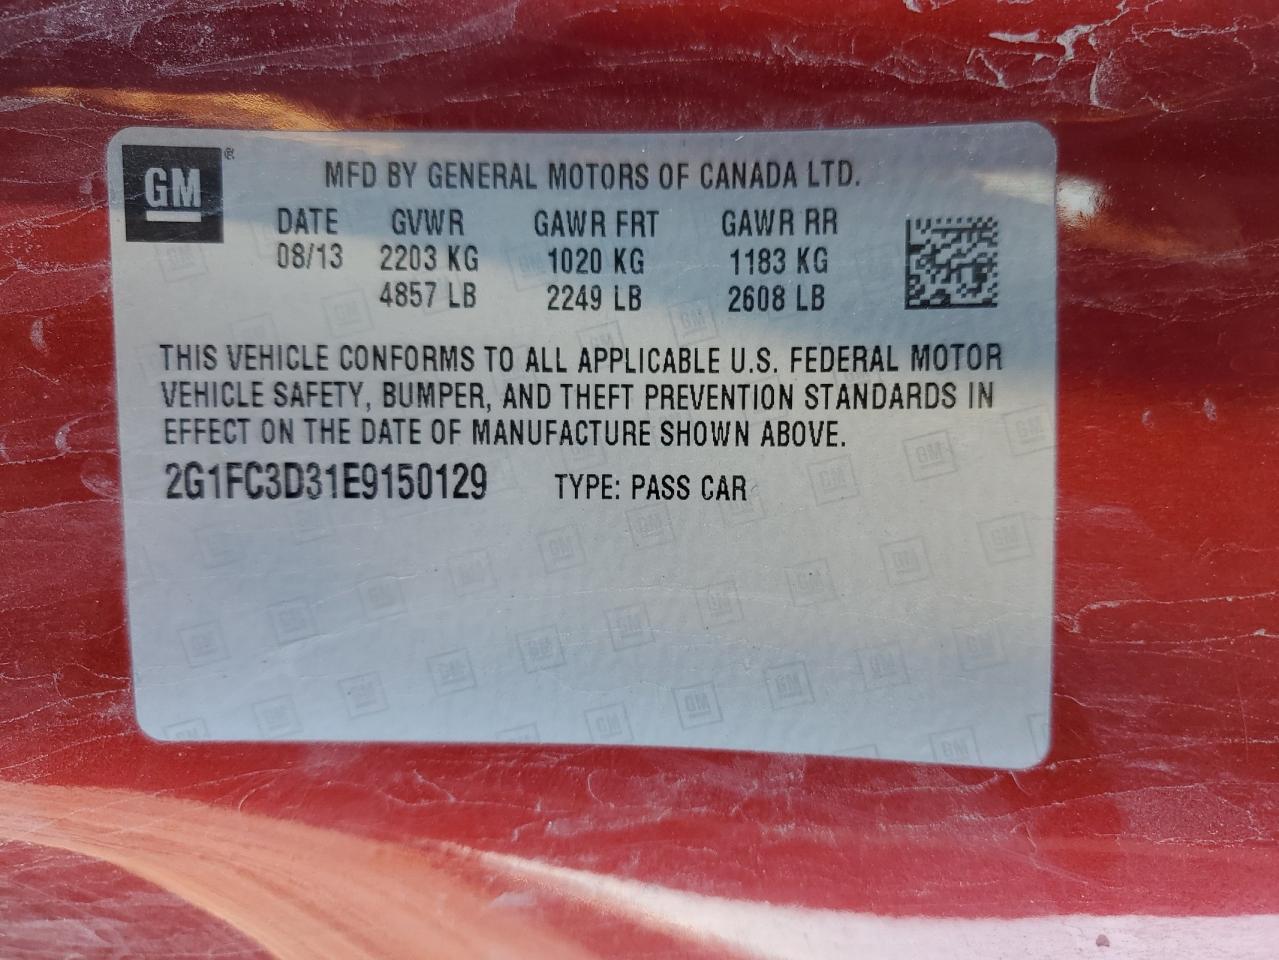 GM ®
MFD BY GENERAL MOTORS OF CANADA LTD.
DATE GVWR GAWR FRT GAWR RR
08/13 2203 KG 1020 KG 1183 KG
4857 LB 2249 LB 2608 LB
THIS VEHICLE CONFORMS TO ALL APPLICABLE U.S. FEDERAL MOTOR
VEHICLE SAFETY, BUMPER, AND THEFT PREVENTION STANDARDS IN
EFFECT ON THE DATE OF MANUFACTURE SHOWN ABOVE.
2G1FC3D31E9150129 TYPE: PASS CAR